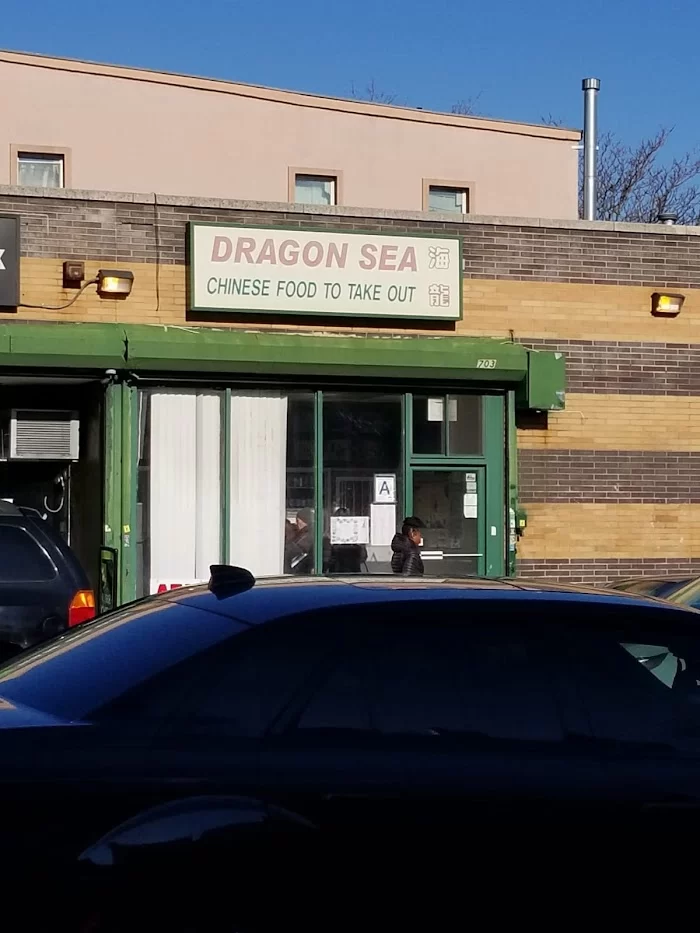 DRAGON SEA 海
CHINESE FOOD TO TAKE OUT 龍
703
A